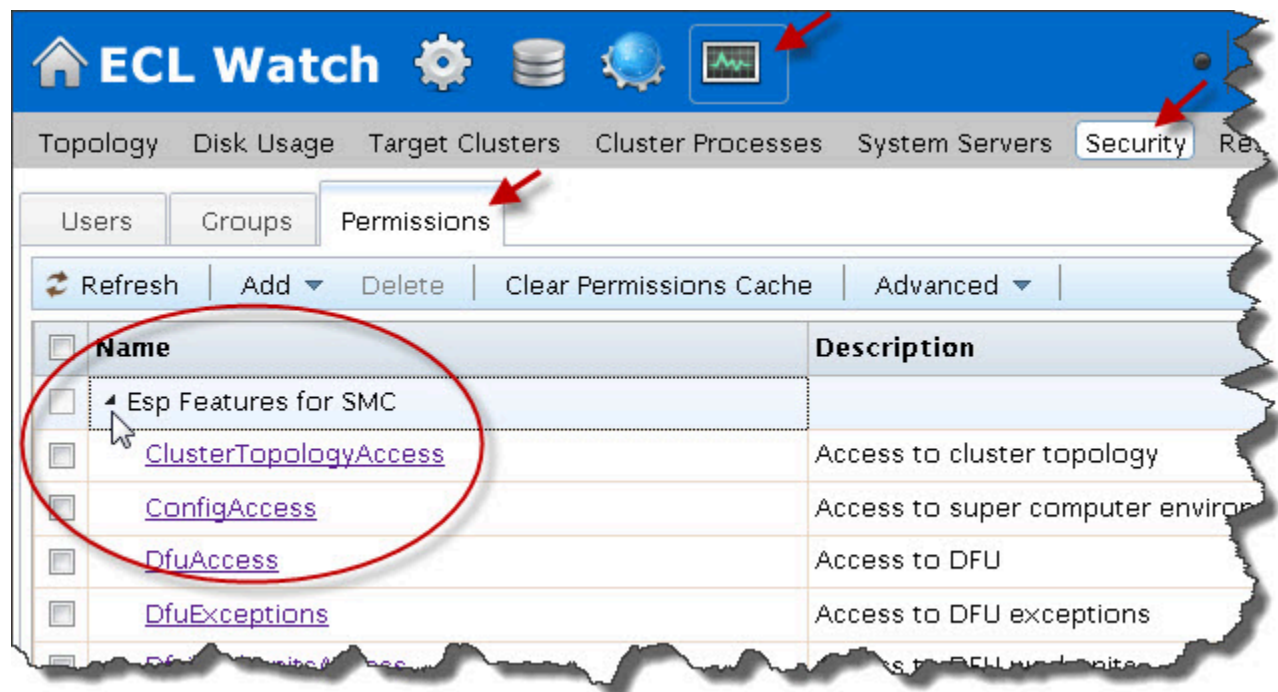 ECL Watch
Topology Disk Usage Target Clusters Cluster Processes System Servers Security
Users Groups Permissions
Refresh Add Delete Clear Permissions Cache Advanced
Name Description
Esp Features for SMC
ClusterTopologyAccess Access to cluster topology
ConfigAccess Access to super computer environ
DfuAccess Access to DFU
DfuExceptions Access to DFU exceptions